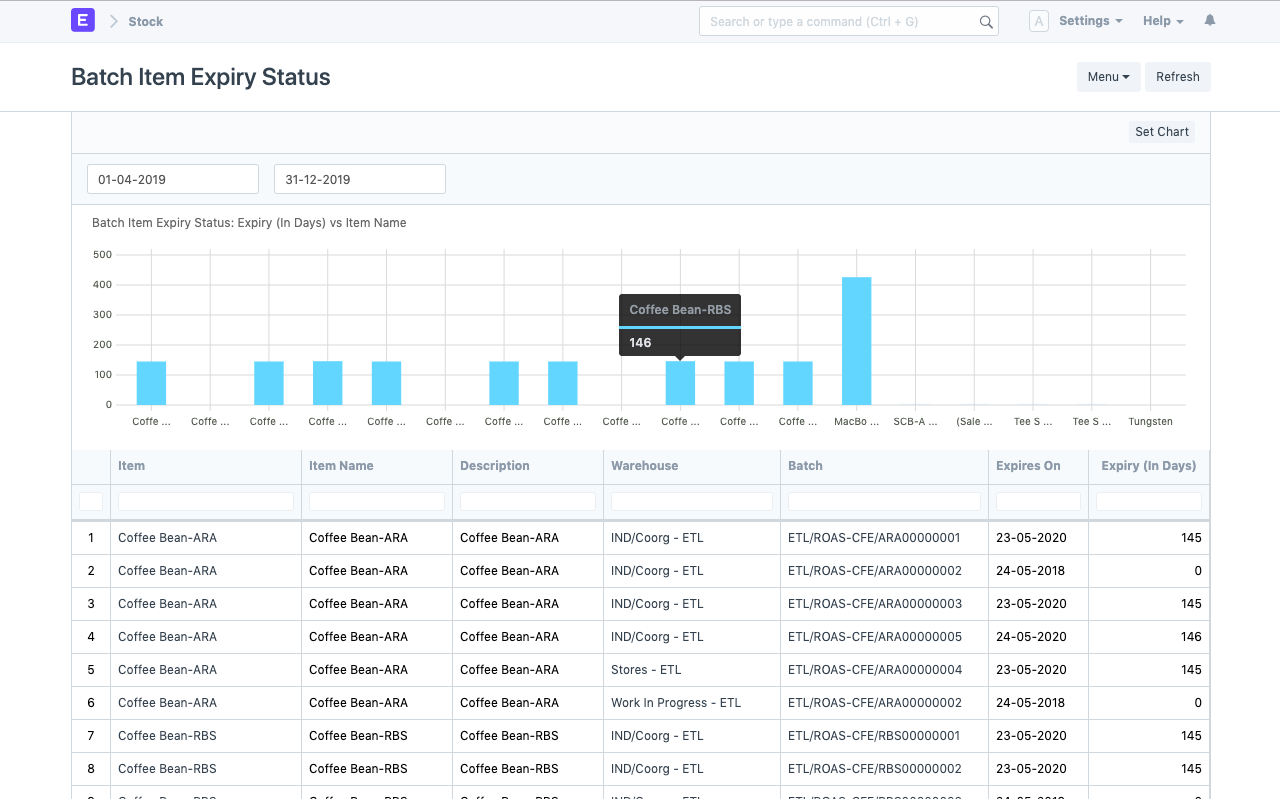 E Stock Search or type a command (Ctrl + G) A Settings Help
Batch Item Expiry Status Menu Refresh
Set Chart
01-04-2019 31-12-2019
Batch Item Expiry Status: Expiry (In Days) vs Item Name
500
400
300
200
100
0
Coffee Bean-RBS
146
Coffe ... Coffe ... Coffe ... Coffe ... Coffe ... Coffe ... Coffe ... Coffe ... Coffe ... Coffe ... Coffe ... Coffe ... MacBo ... SCB-A ... (Sale ... Tee S ... Tee S ... Tungsten
Item Item Name Description Warehouse Batch Expires On Expiry (In Days)
1 Coffee Bean-ARA Coffee Bean-ARA Coffee Bean-ARA IND/Coorg - ETL ETL/ROAS-CFE/ARA00000001 23-05-2020 145
2 Coffee Bean-ARA Coffee Bean-ARA Coffee Bean-ARA IND/Coorg - ETL ETL/ROAS-CFE/ARA00000002 24-05-2018 0
3 Coffee Bean-ARA Coffee Bean-ARA Coffee Bean-ARA IND/Coorg - ETL ETL/ROAS-CFE/ARA00000003 23-05-2020 145
4 Coffee Bean-ARA Coffee Bean-ARA Coffee Bean-ARA IND/Coorg - ETL ETL/ROAS-CFE/ARA00000005 24-05-2020 146
5 Coffee Bean-ARA Coffee Bean-ARA Coffee Bean-ARA Stores - ETL ETL/ROAS-CFE/ARA00000004 23-05-2020 145
6 Coffee Bean-ARA Coffee Bean-ARA Coffee Bean-ARA Work In Progress - ETL ETL/ROAS-CFE/ARA00000002 24-05-2018 0
7 Coffee Bean-RBS Coffee Bean-RBS Coffee Bean-RBS IND/Coorg - ETL ETL/ROAS-CFE/RBS00000001 23-05-2020 145
8 Coffee Bean-RBS Coffee Bean-RBS Coffee Bean-RBS IND/Coorg - ETL ETL/ROAS-CFE/RBS00000002 23-05-2020 145